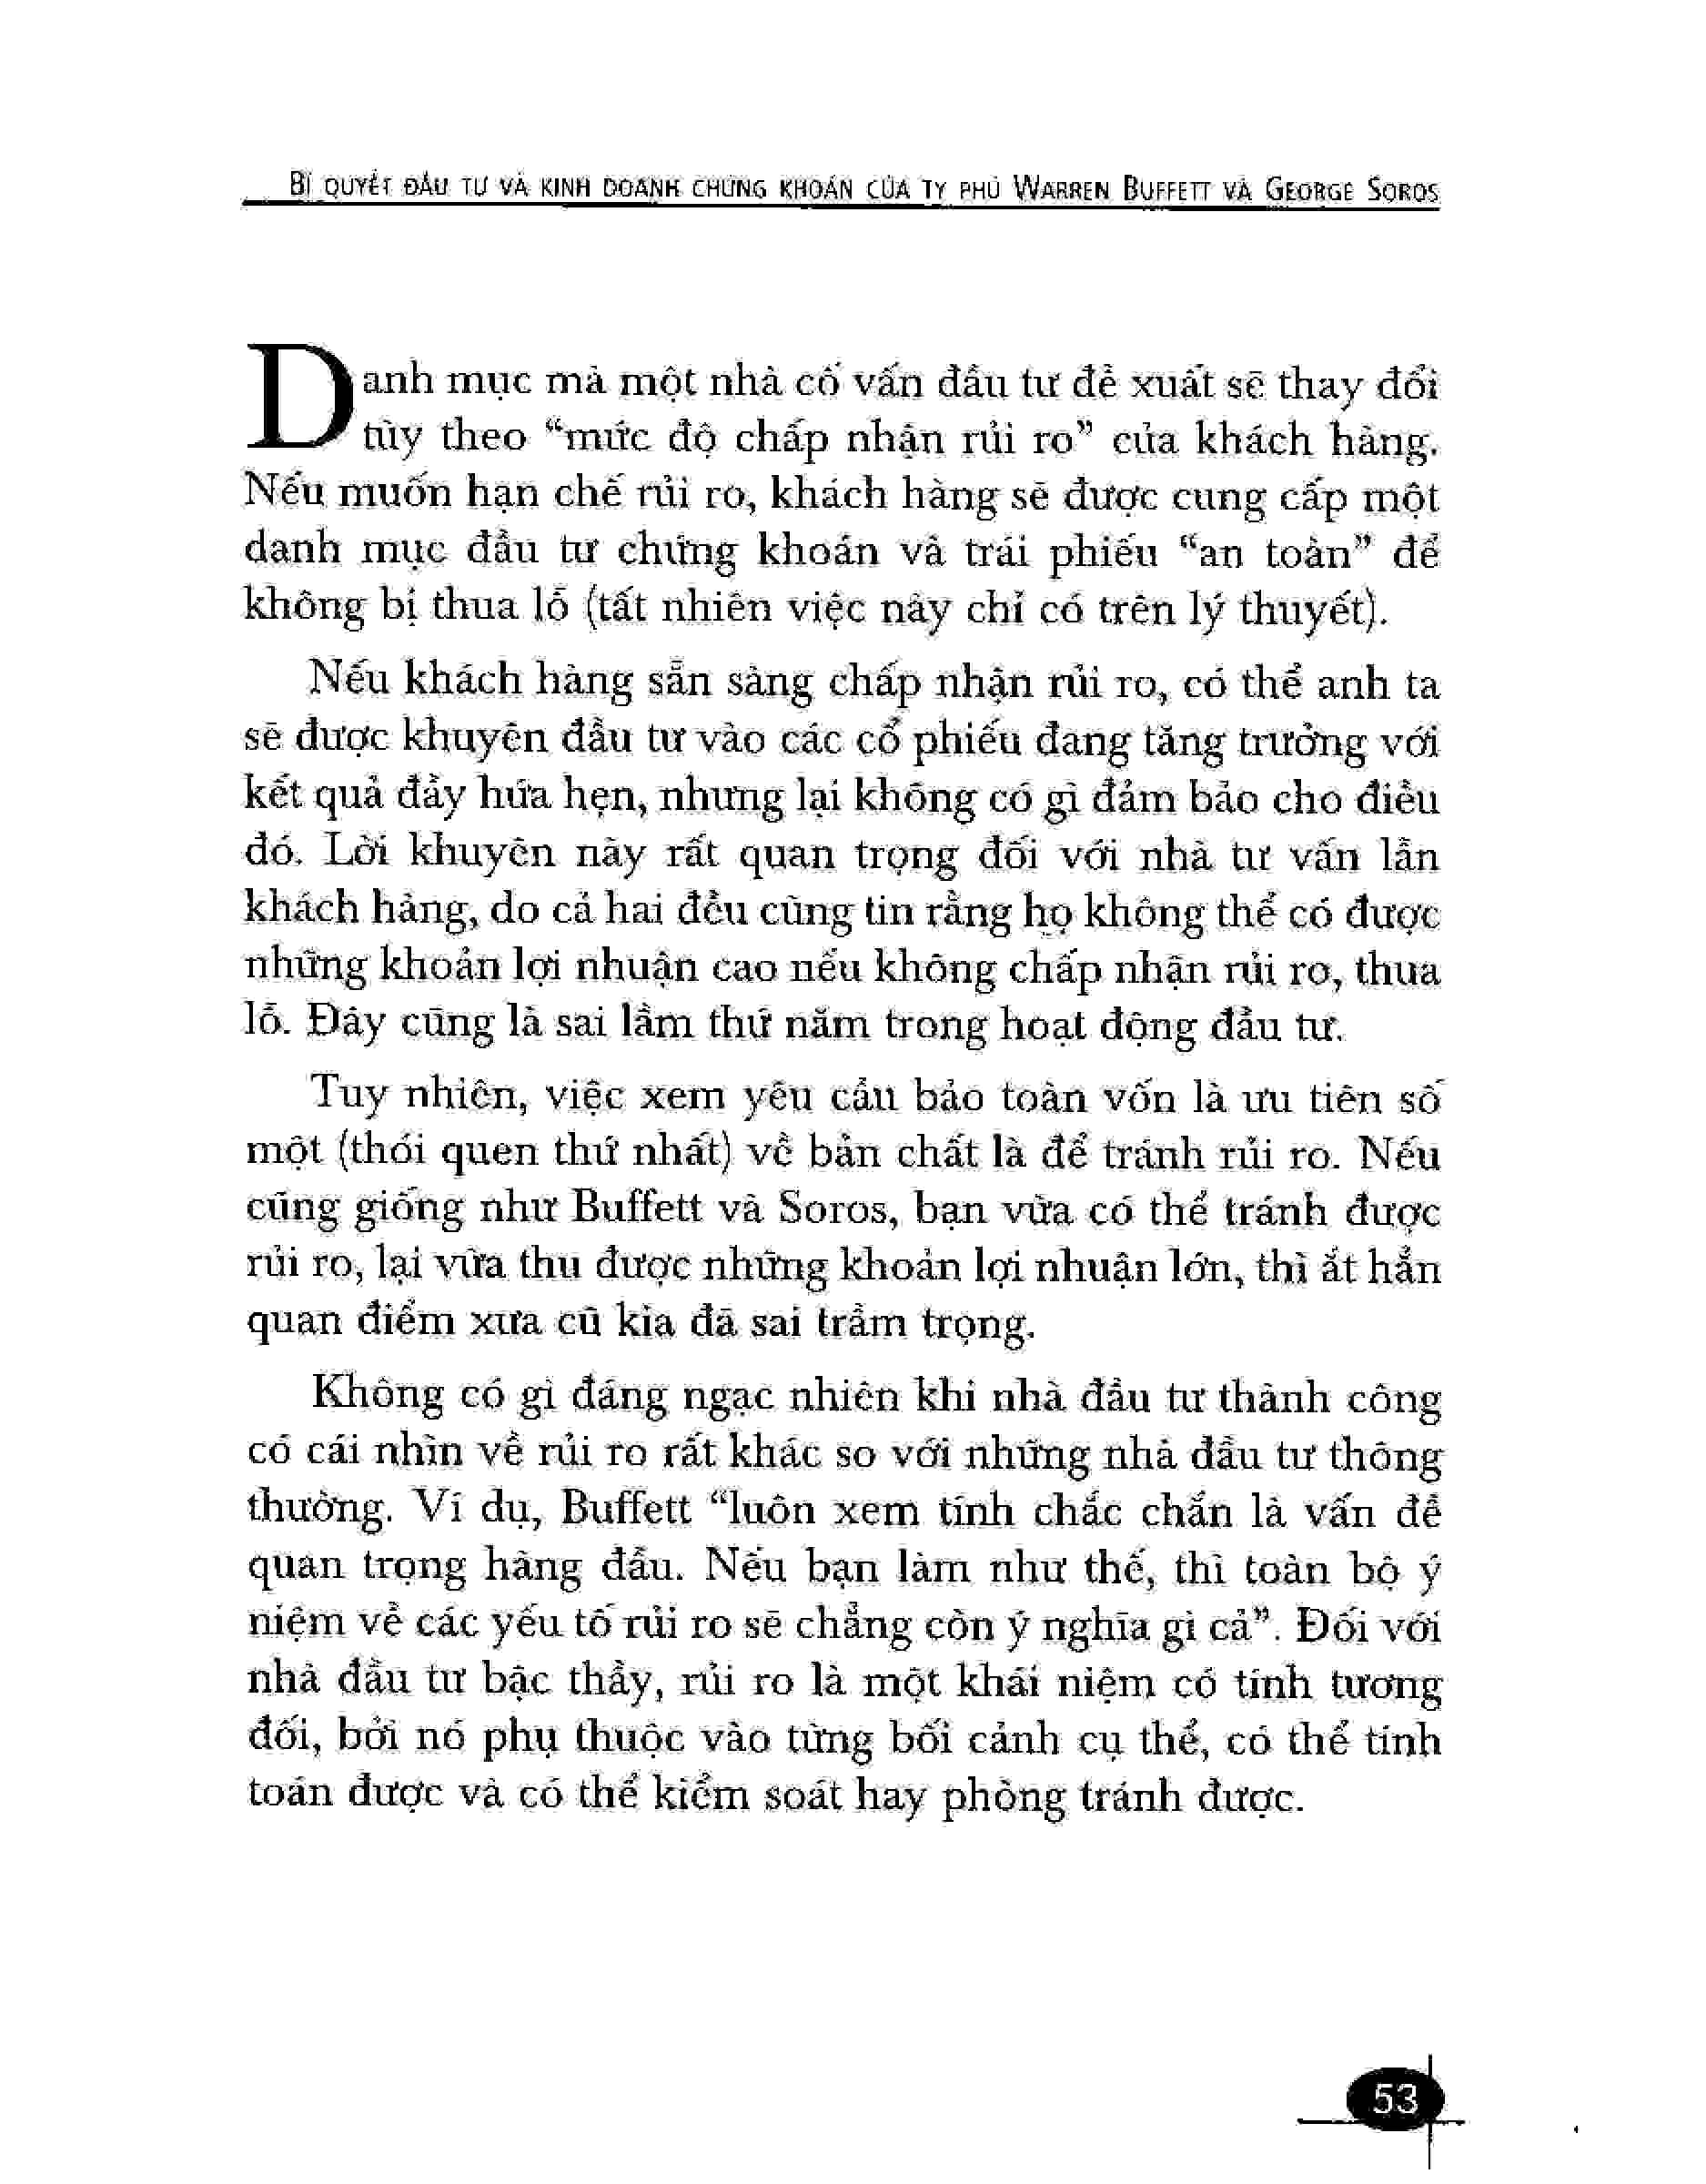 BÍ QUYẾT ĐẦU TƯ VÀ KINH DOANH CHỨNG KHOÁN CỦA TỶ PHÚ WARREN BUFFETT VÀ GEORGE SOROS
Danh mục mà một nhà cố vấn đầu tư đề xuất sẽ thay đổi
tùy theo “mức độ chấp nhận rủi ro” của khách hàng.
Nếu muốn hạn chế rủi ro, khách hàng sẽ được cung cấp một
danh mục đầu tư chứng khoán và trái phiếu “an toàn” để
không bị thua lỗ (tất nhiên việc này chỉ có trên lý thuyết).
Nếu khách hàng sẵn sàng chấp nhận rủi ro, có thể anh ta
sẽ được khuyên đầu tư vào các cổ phiếu đang tăng trưởng với
kết quả đầy hứa hẹn, nhưng lại không có gì đảm bảo cho điều
đó. Lời khuyên này rất quan trọng đối với nhà tư vấn lẫn
khách hàng, do cả hai đều cùng tin rằng họ không thể có được
những khoản lợi nhuận cao nếu không chấp nhận rủi ro, thua
lỗ. Đây cũng là sai lầm thứ năm trong hoạt động đầu tư.
Tuy nhiên, việc xem yêu cầu bảo toàn vốn là ưu tiên số
một (thói quen thứ nhất) về bản chất là để tránh rủi ro. Nếu
cũng giống như Buffett và Soros, bạn vừa có thể tránh được
rủi ro, lại vừa thu được những khoản lợi nhuận lớn, thì ắt hẳn
quan điểm xưa cũ kia đã sai trầm trọng.
Không có gì đáng ngạc nhiên khi nhà đầu tư thành công
có cái nhìn về rủi ro rất khác so với những nhà đầu tư thông
thường. Ví dụ, Buffett “luôn xem tính chắc chắn là vấn đề
quan trọng hàng đầu. Nếu bạn làm như thế, thì toàn bộ ý
niệm về các yếu tố rủi ro sẽ chẳng còn ý nghĩa gì cả”. Đối với
nhà đầu tư bậc thầy, rủi ro là một khái niệm có tính tương
đối, bởi nó phụ thuộc vào từng bối cảnh cụ thể, có thể tính
toán được và có thể kiểm soát hay phòng tránh được.
53